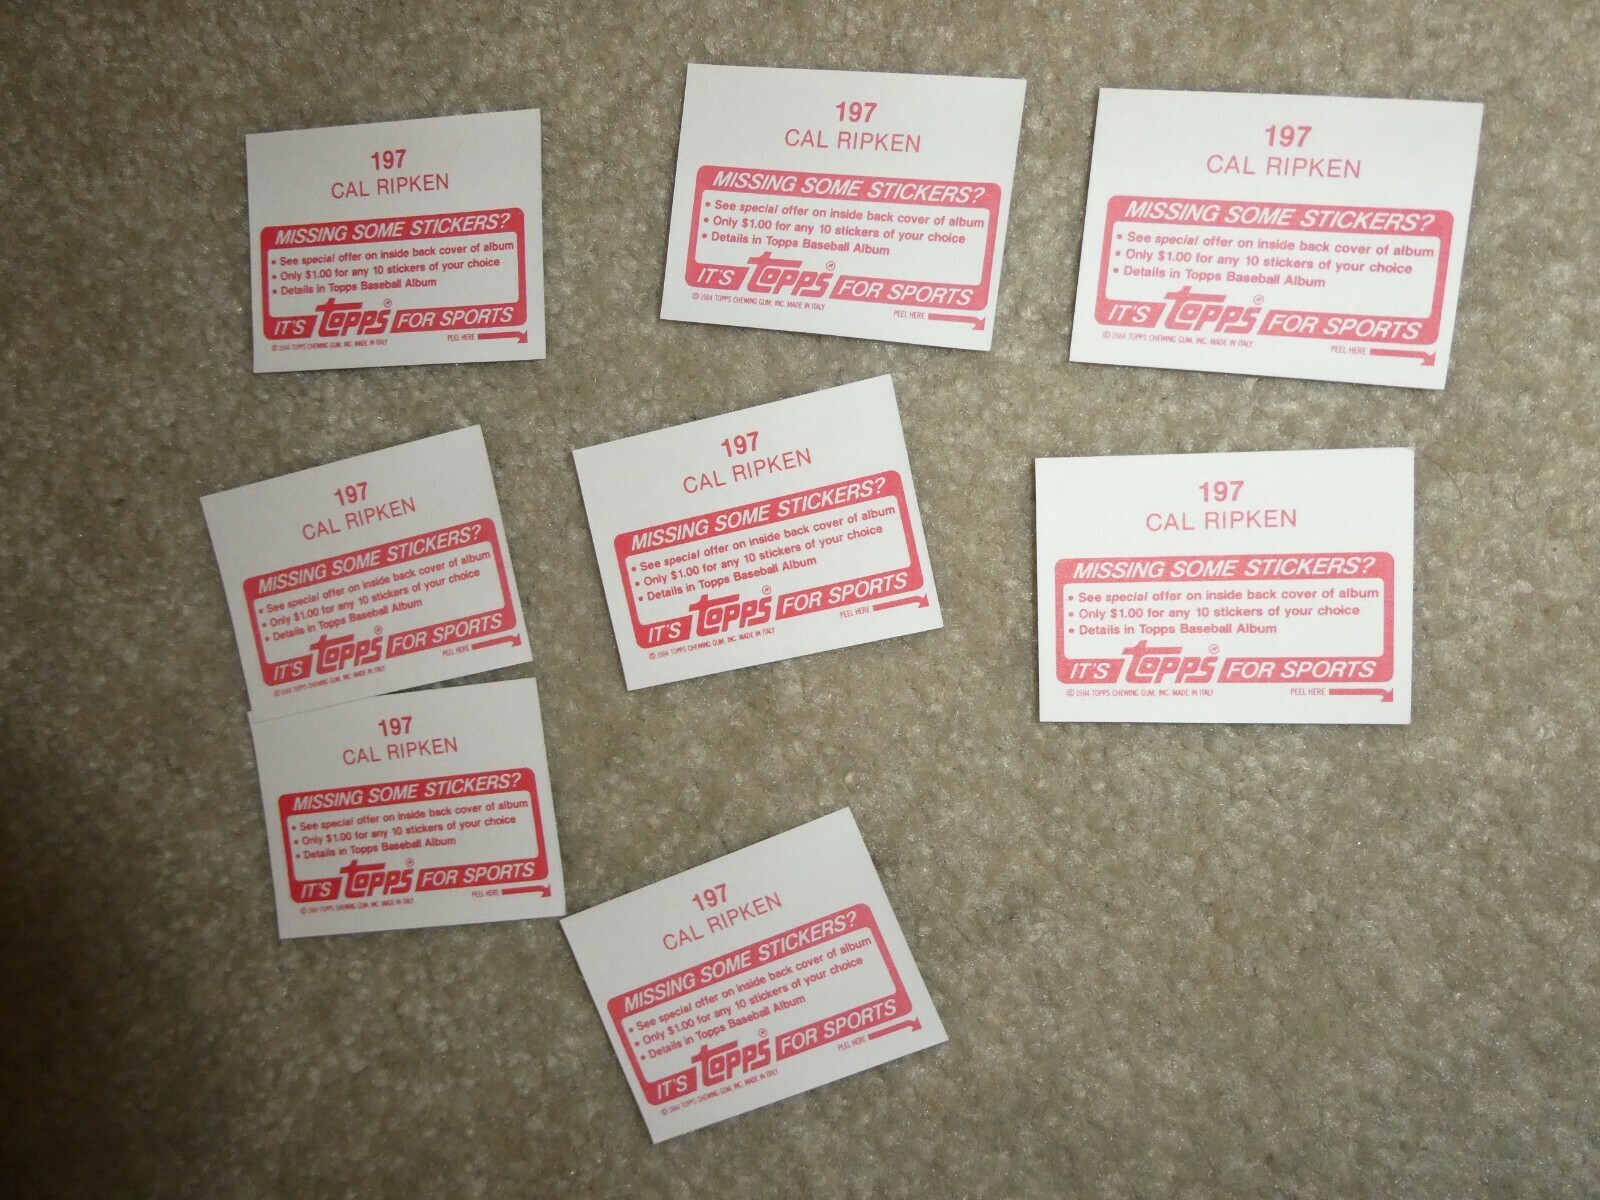 197
CAL RIPKEN
MISSING SOME STICKERS?
• See special offer on inside back cover of album
• Only $1.00 for any 10 stickers of your choice
• Details in Topps Baseball Album
IT'S Topps® FOR SPORTS
© 1984 TOPPS CHEWING GUM, INC. MADE IN ITALY PEEL HERE
197
CAL RIPKEN
MISSING SOME STICKERS?
• See special offer on inside back cover of album
• Only $1.00 for any 10 stickers of your choice
• Details in Topps Baseball Album
IT'S Topps® FOR SPORTS
© 1984 TOPPS CHEWING GUM, INC. MADE IN ITALY PEEL HERE
197
CAL RIPKEN
MISSING SOME STICKERS?
• See special offer on inside back cover of album
• Only $1.00 for any 10 stickers of your choice
• Details in Topps Baseball Album
IT'S Topps® FOR SPORTS
© 1984 TOPPS CHEWING GUM, INC. MADE IN ITALY PEEL HERE
197
CAL RIPKEN
MISSING SOME STICKERS?
• See special offer on inside back cover of album
• Only $1.00 for any 10 stickers of your choice
• Details in Topps Baseball Album
IT'S Topps® FOR SPORTS
© 1984 TOPPS CHEWING GUM, INC. MADE IN ITALY PEEL HERE
197
CAL RIPKEN
MISSING SOME STICKERS?
• See special offer on inside back cover of album
• Only $1.00 for any 10 stickers of your choice
• Details in Topps Baseball Album
IT'S Topps® FOR SPORTS
© 1984 TOPPS CHEWING GUM, INC. MADE IN ITALY PEEL HERE
197
CAL RIPKEN
MISSING SOME STICKERS?
• See special offer on inside back cover of album
• Only $1.00 for any 10 stickers of your choice
• Details in Topps Baseball Album
IT'S Topps® FOR SPORTS
© 1984 TOPPS CHEWING GUM, INC. MADE IN ITALY PEEL HERE
197
CAL RIPKEN
MISSING SOME STICKERS?
• See special offer on inside back cover of album
• Only $1.00 for any 10 stickers of your choice
• Details in Topps Baseball Album
IT'S Topps® FOR SPORTS
© 1984 TOPPS CHEWING GUM, INC. MADE IN ITALY PEEL HERE
197
CAL RIPKEN
MISSING SOME STICKERS?
• See special offer on inside back cover of album
• Only $1.00 for any 10 stickers of your choice
• Details in Topps Baseball Album
IT'S Topps® FOR SPORTS
© 1984 TOPPS CHEWING GUM, INC. MADE IN ITALY PEEL HERE